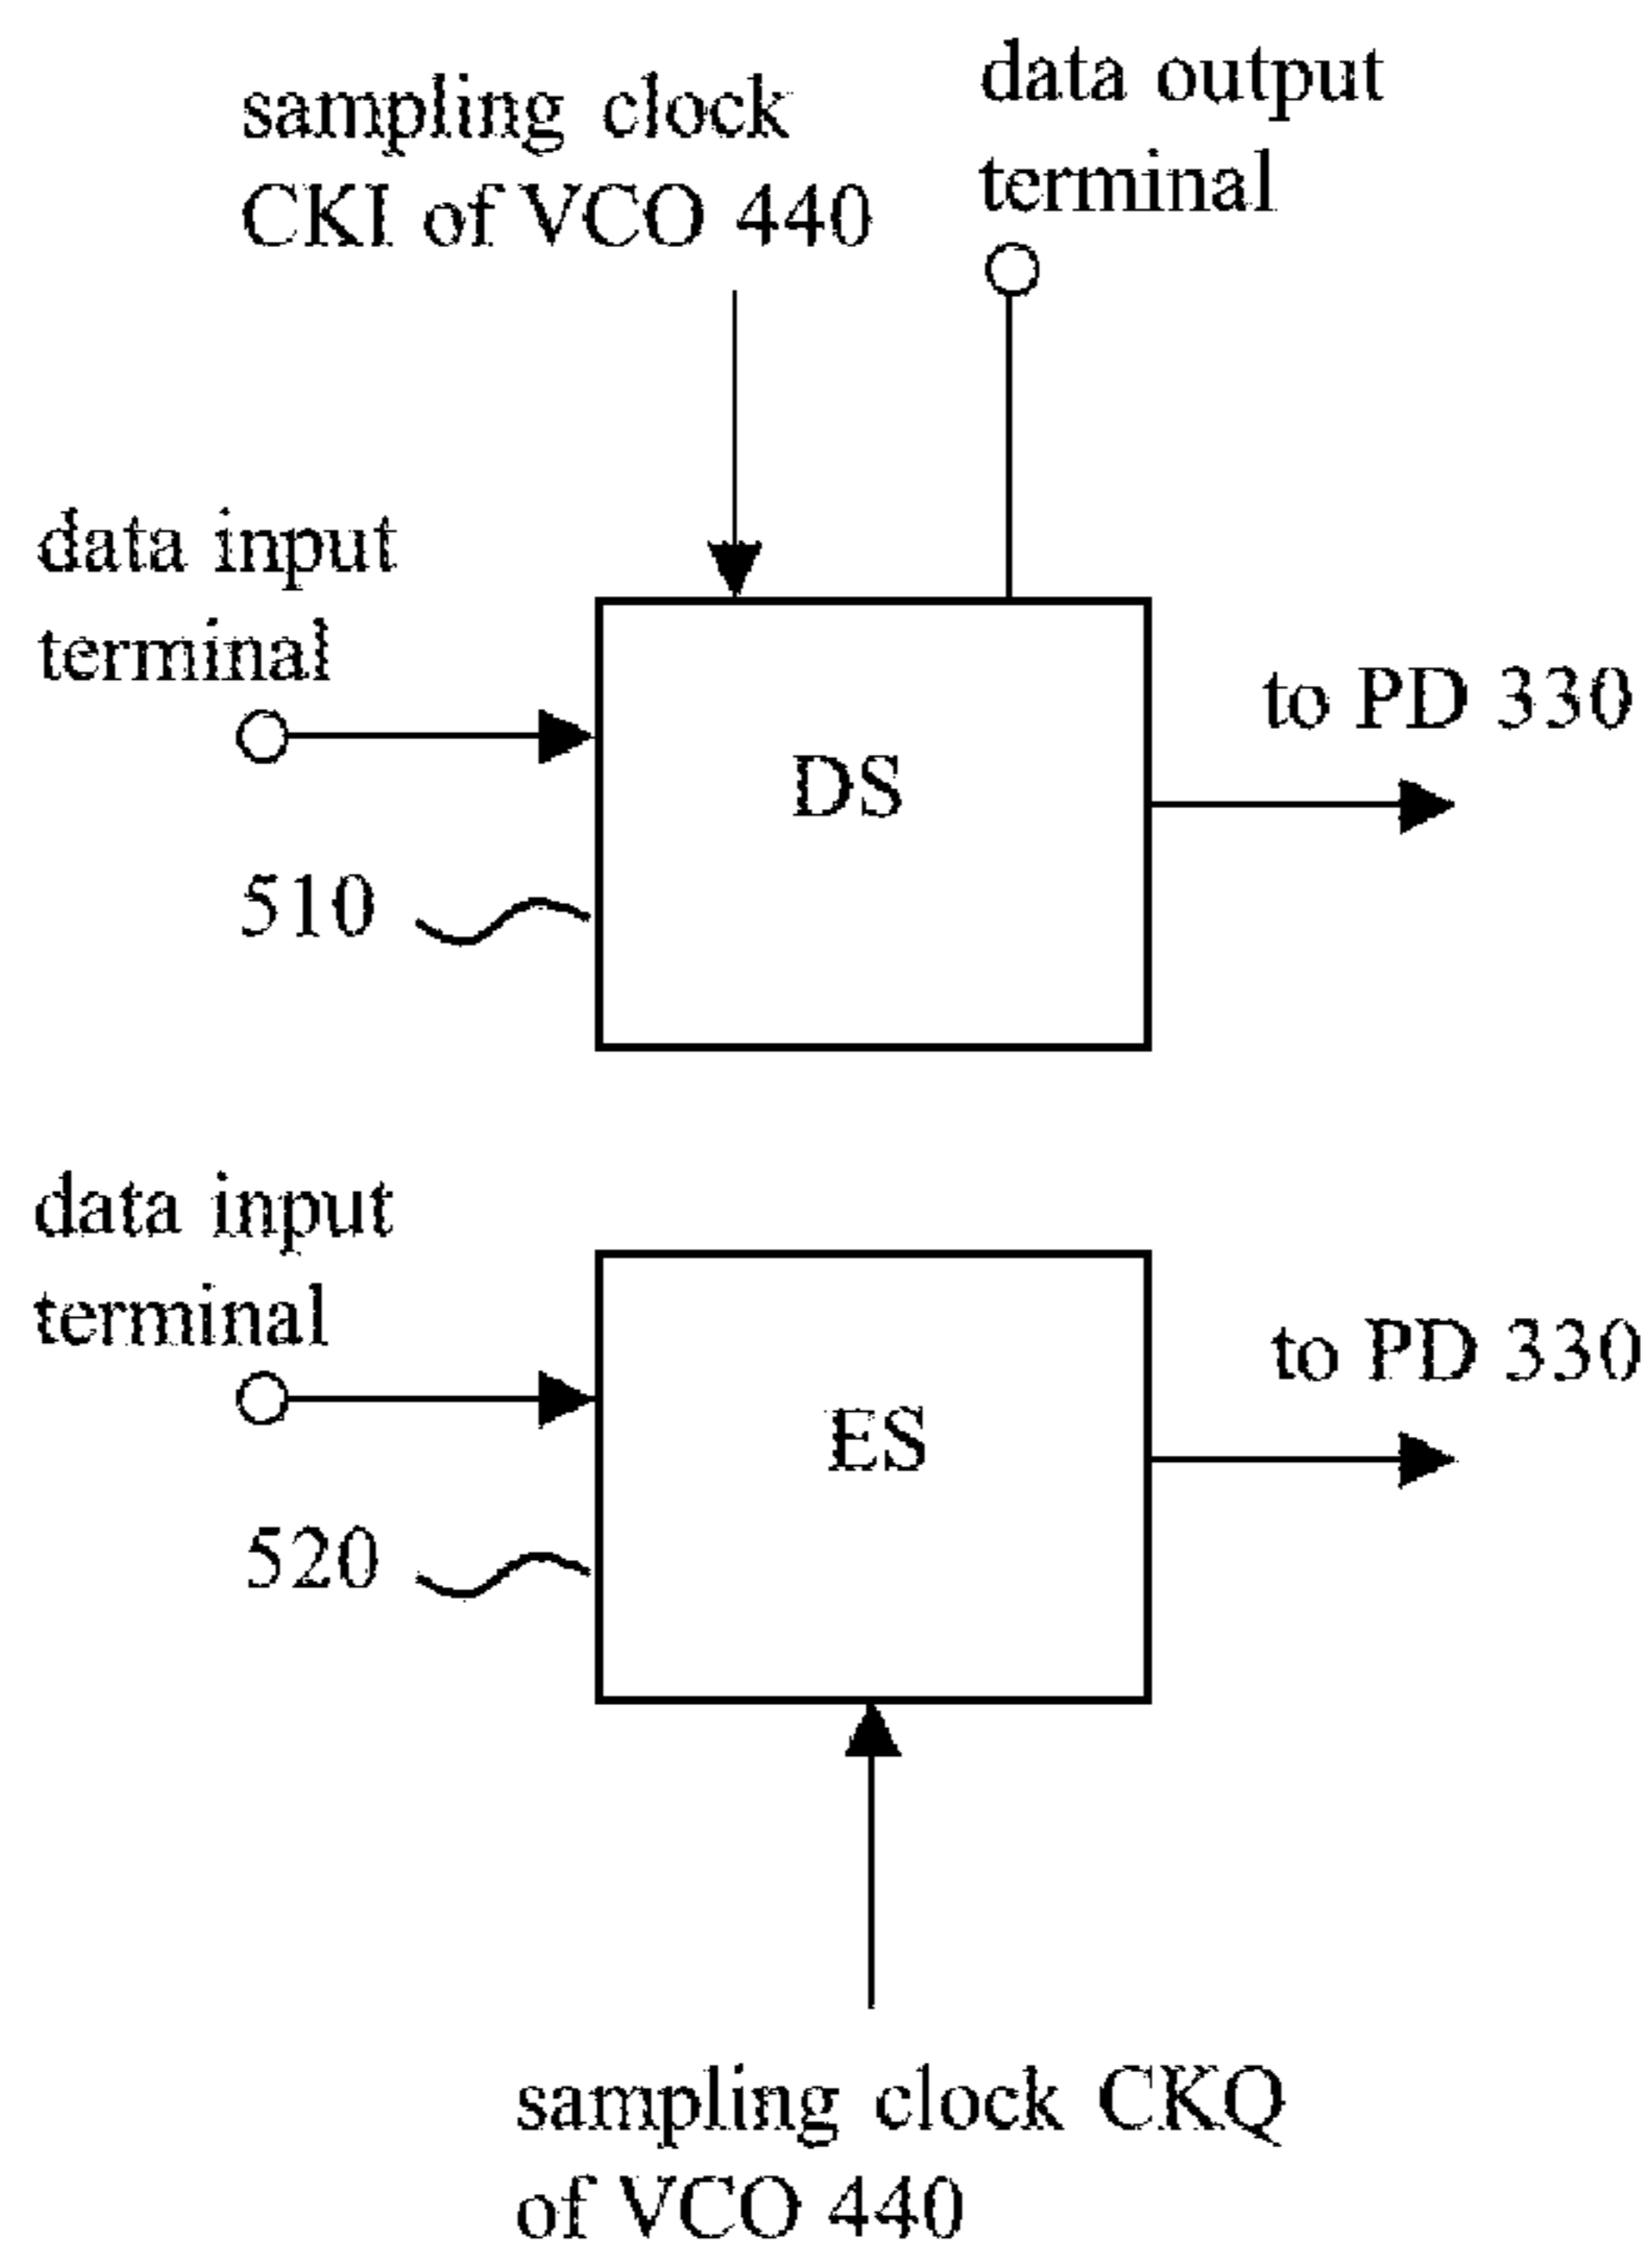 sampling clock
CKI of VCO 440
data output
terminal
data input
terminal
to PD 330
DS
510
data input
terminal
to PD 330
ES
520
sampling clock CKQ
of VCO 440